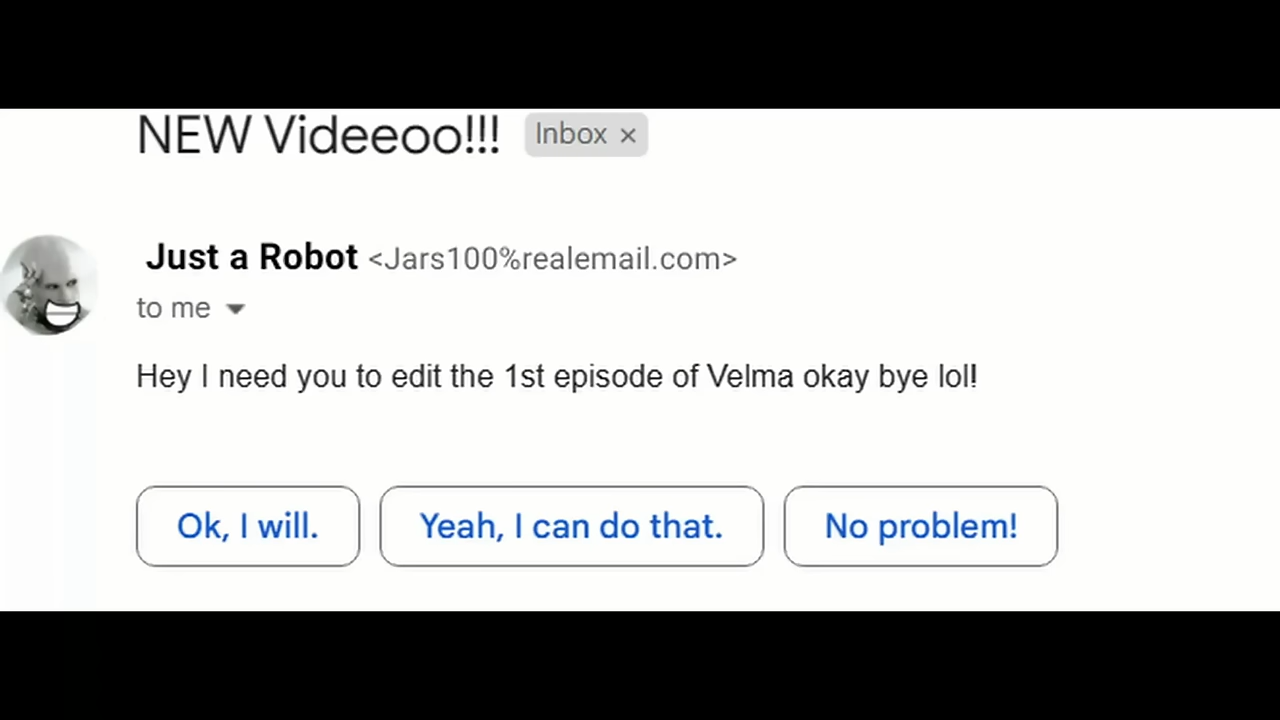 NEW Videeoo!!! Inbox ×
Just a Robot <Jars100%realemail.com>
to me
Hey I need you to edit the 1st episode of Velma okay bye lol!
Ok, I will. Yeah, I can do that. No problem!